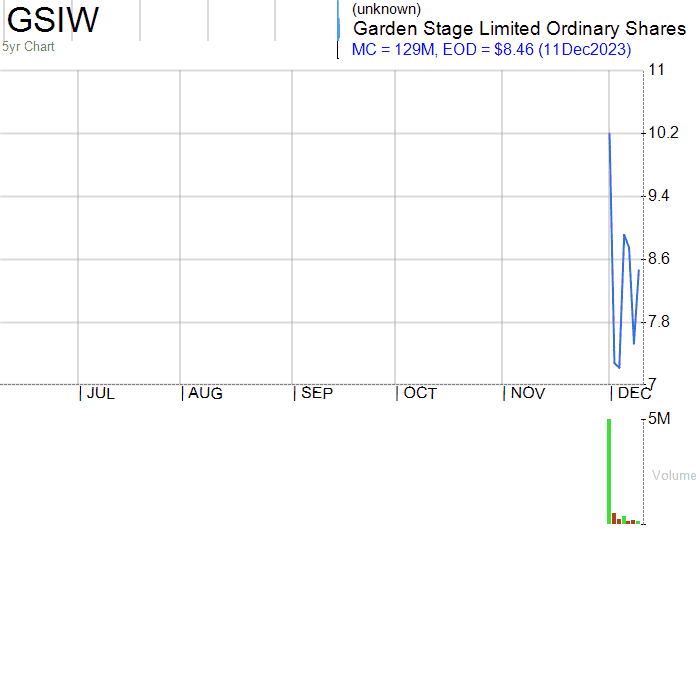 GSIW
5yr Chart
(unknown)
Garden Stage Limited Ordinary Shares
MC = 129M, EOD = $8.46 (11Dec2023)
11
10.2
9.4
8.6
7.8
7
| JUL | AUG | SEP | OCT | NOV | DEC
5M
Volume